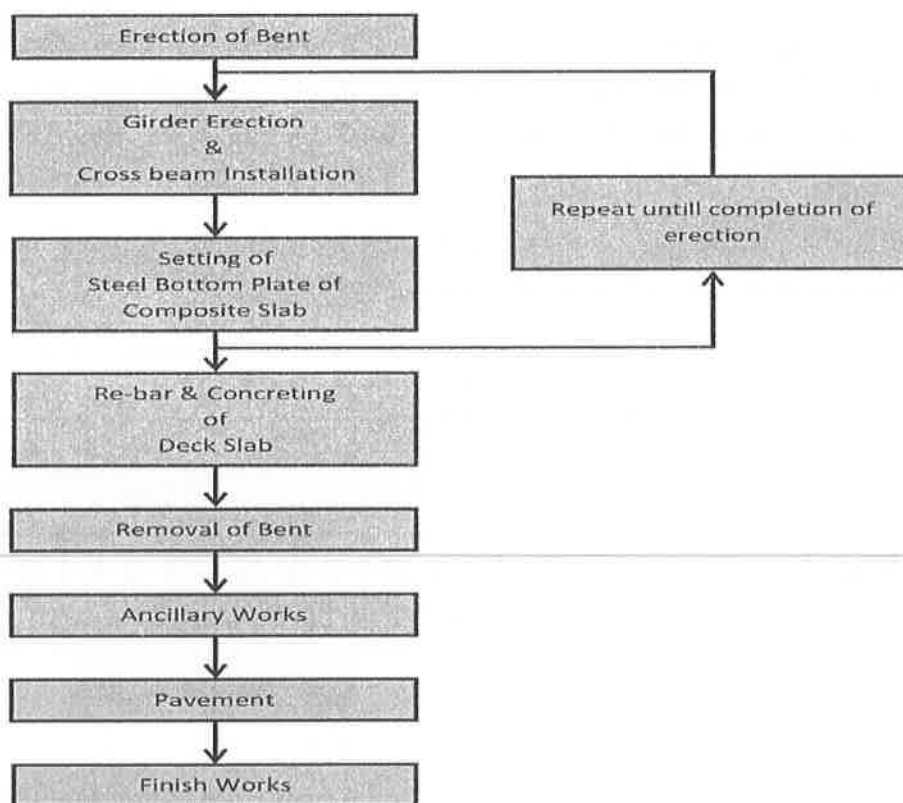 Erection of Bent
Girder Erection
&
Cross beam Installation
Repeat untill completion of
erection
Setting of
Steel Bottom Plate of
Composite Slab
Re-bar & Concreting
of
Deck Slab
Removal of Bent
Ancillary Works
Pavement
Finish Works